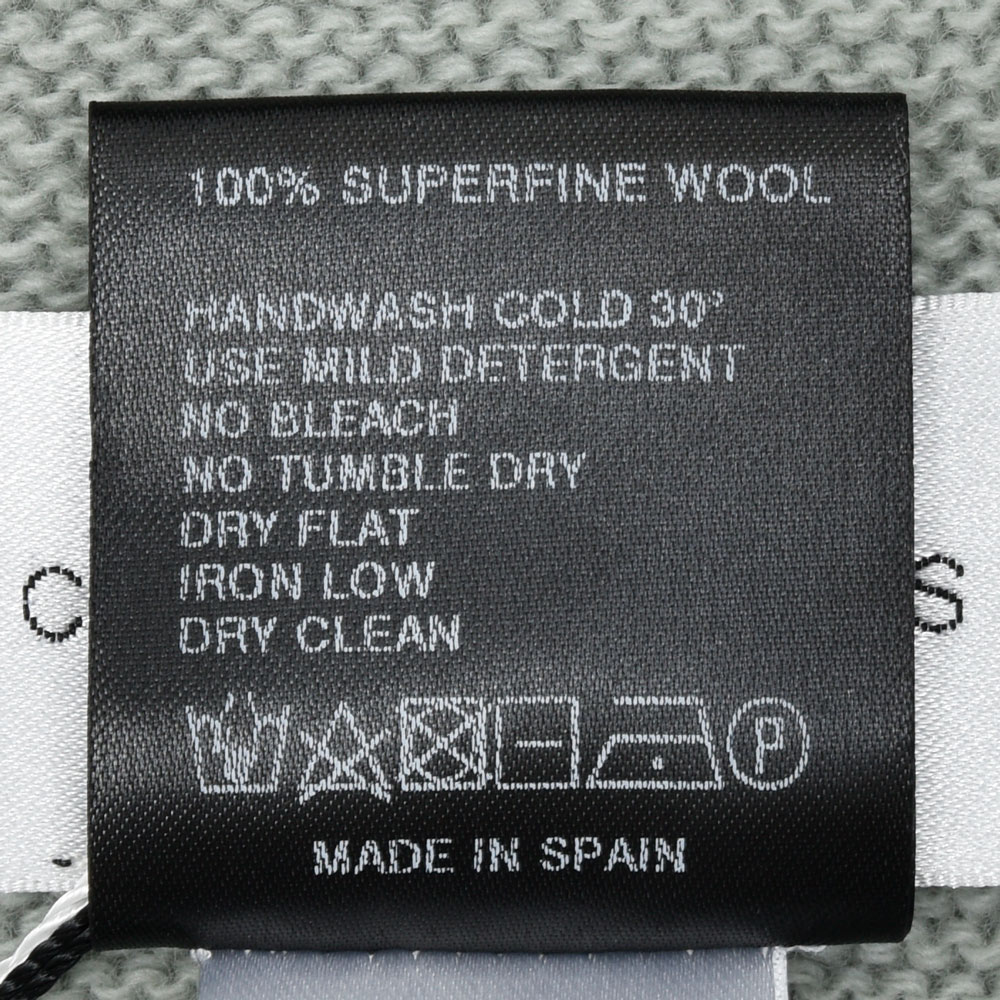 100% SUPERFINE WOOL
HANDWASH COLD 30°
USE MILD DETERGENT
NO BLEACH
NO TUMBLE DRY
DRY FLAT
IRON LOW
DRY CLEAN
C S
P
MADE IN SPAIN